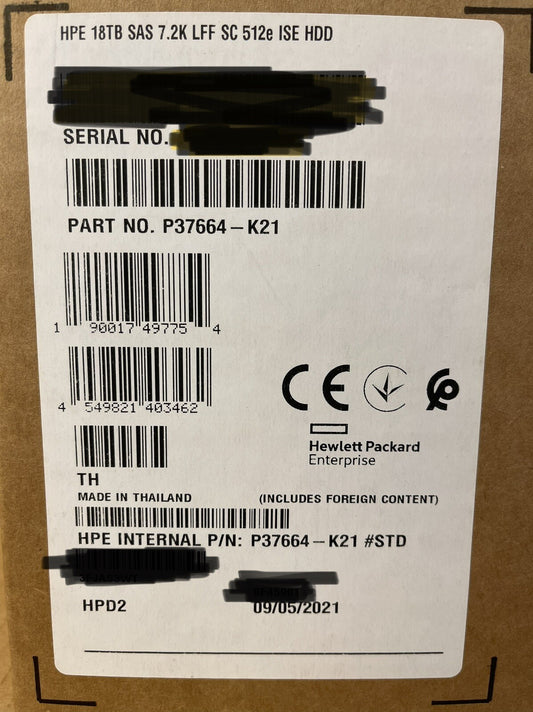 HPE 18TB SAS 7.2K LFF SC 512e ISE HDD
SERIAL NO.
PART NO. P37664-K21
1 90017 49775 4
4 549821 403462
CE
Hewlett Packard
Enterprise
TH
MADE IN THAILAND (INCLUDES FOREIGN CONTENT)
HPE INTERNAL P/N: P37664-K21 #STD
HPD2 09/05/2021